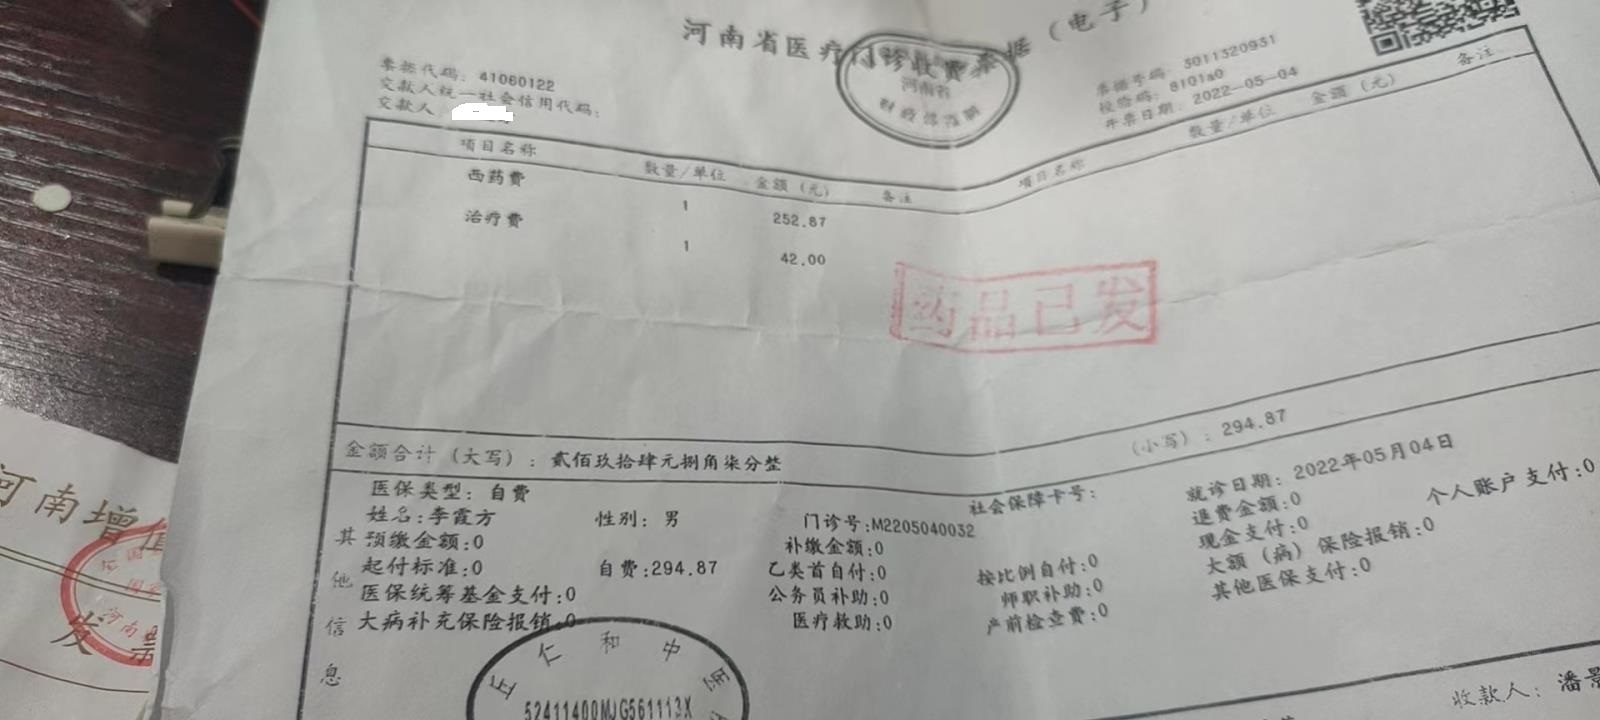 河南省医疗门诊收费票据（电子）
票据代码：41060122
交款人统一社会信用代码：
交款人：
票据号码：3011320931
校验码：8101a0
开票日期：2022-05-04
项目名称 数量/单位 金额（元） 备注 项目名称 数量/单位 金额（元） 备注
西药费 1 252.87
治疗费 1 42.00
药品已发
金额合计（大写）：贰佰玖拾肆元捌角柒分整 （小写）：294.87
其他信息
医保类型：自费 社会保障卡号： 就诊日期：2022年05月04日
姓名:李霞方 性别：男 门诊号:M2205040032 退费金额:0 个人账户支付:0
预缴金额:0 补缴金额:0 现金支付:0
起付标准:0 自费:294.87 乙类首自付:0 按比例自付:0 大额（病）保险报销:0
医保统筹基金支付:0 公务员补助:0 师职补助:0 其他医保支付:0
大病补充保险报销:0 医疗救助:0 产前检查费:0
仁和中医
52411400MJG561113X
收款人：潘
河南增值
发票